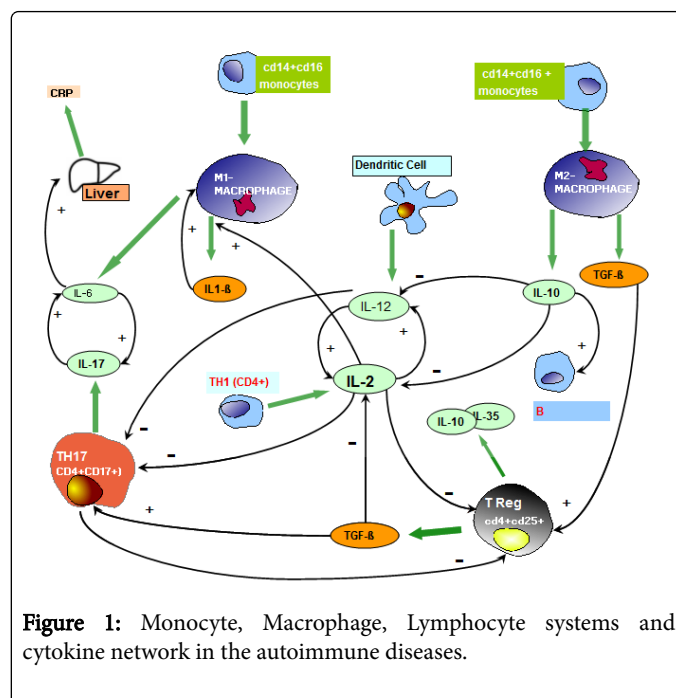 cd14+cd16
monocytes
cd14+cd16 +
monocytes
CRP
Liver
M1-
MACROPHAGE
Dendritic Cell
M2-
MACROPHAGE
+
+
+
IL-6
IL1-ß
IL-12
-
IL-10
TGF-ß
+
+
+
+
+
IL-17
TH1 (CD4+)
IL-2
-
B
-
-
-
IL-10
IL-35
TH17
CD4+CD17+)
-
T Reg
cd4+cd25+
+
+
TGF-ß
-
Figure 1: Monocyte, Macrophage, Lymphocyte systems and
cytokine network in the autoimmune diseases.